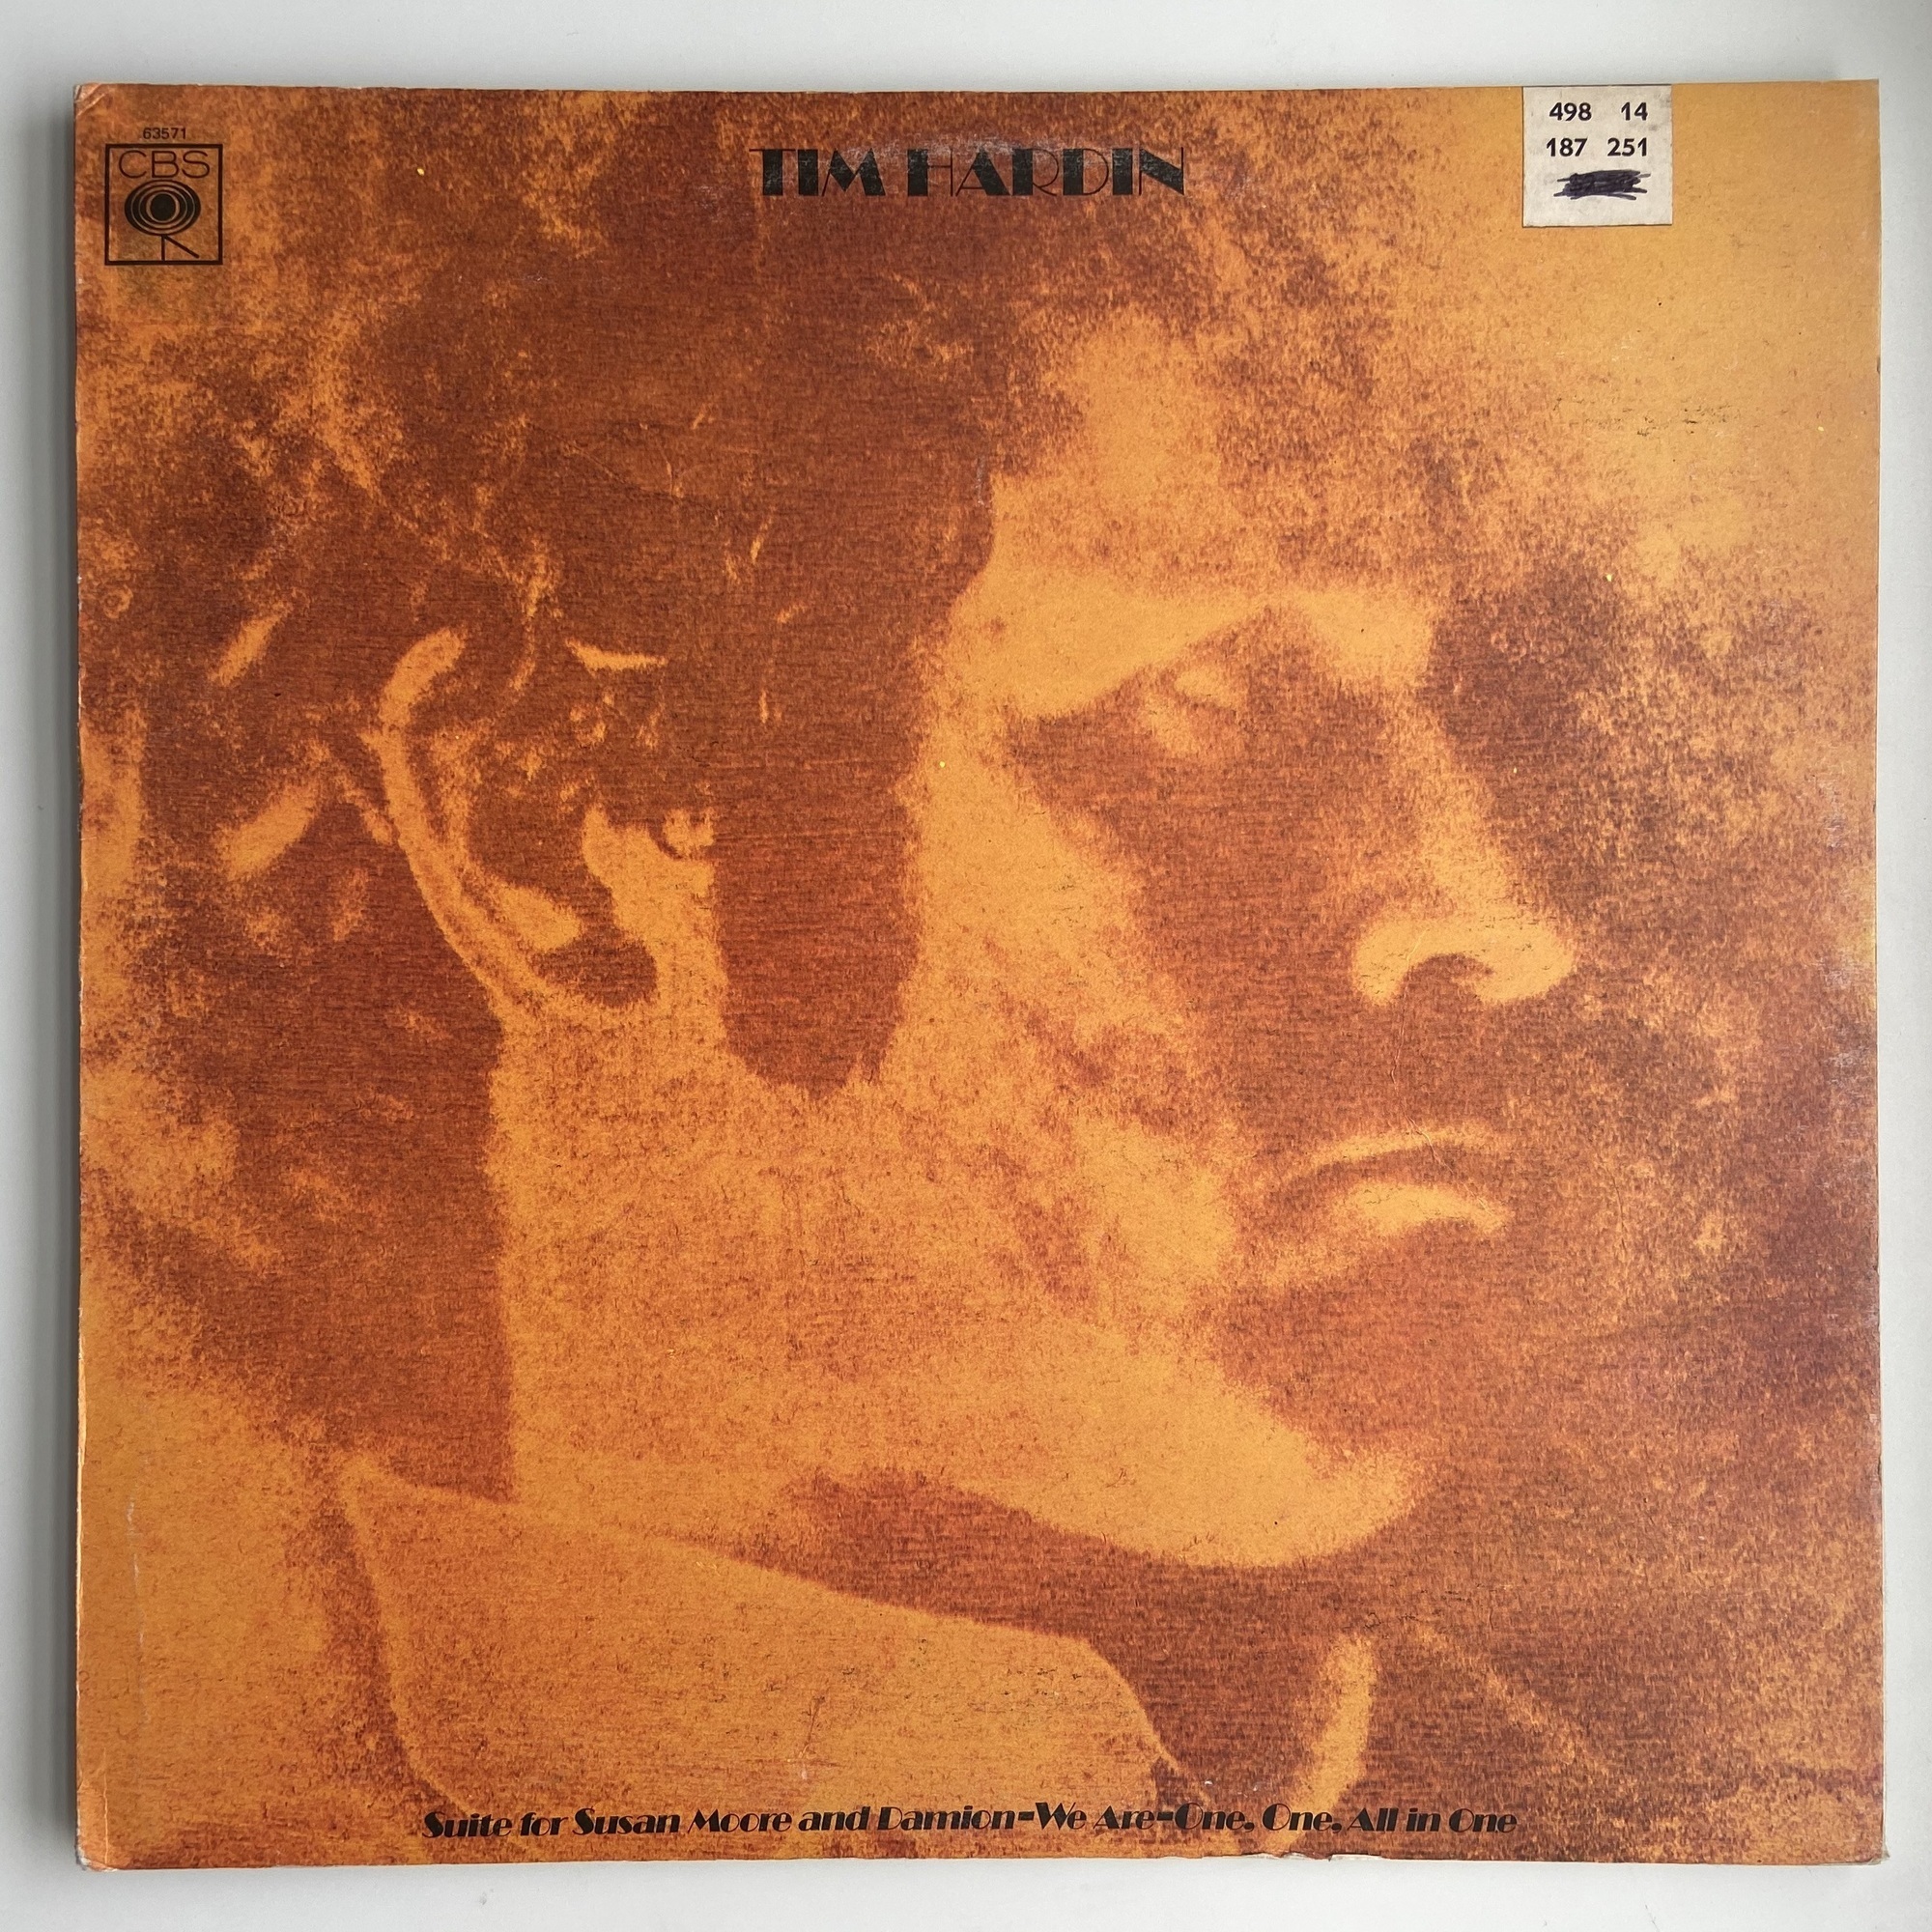 63571
CBS
TIM HARDIN
498 14
187 251
Suite for Susan Moore and Damion=We Are=One, One, All in One